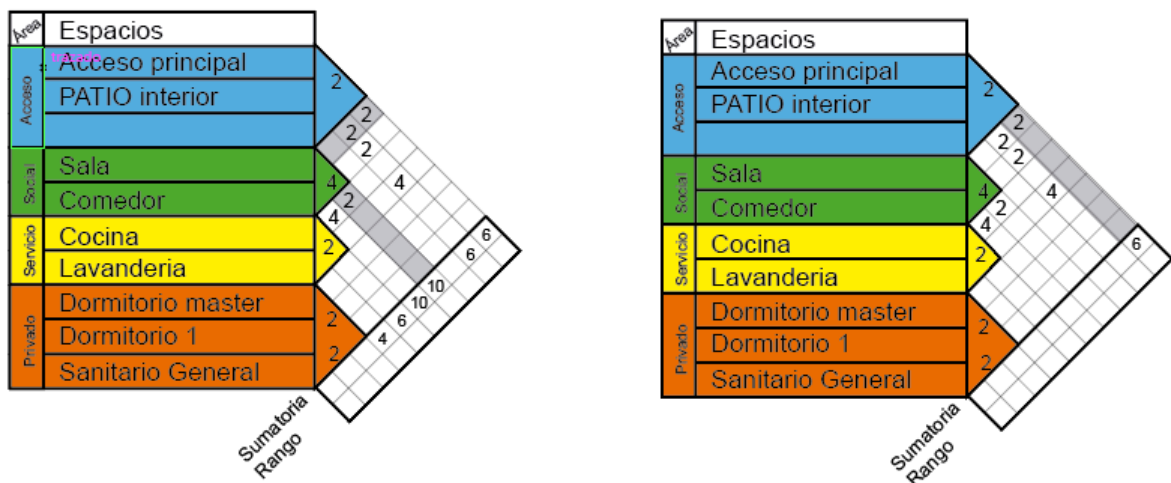 Área Espacios
Acceso
Acceso principal 2
PATIO interior
2
2
2
Social
Sala
4
4
Comedor
2
4
Servicio
Cocina
2
Lavanderia
Privado
Dormitorio master
2
Dormitorio 1
2
Sanitario General
6
6
10
10
6
4
Sumatoria
Rango
Área Espacios
Acceso
Acceso principal 2
PATIO interior
2
2
2
Social
Sala
4
4
Comedor
2
4
Servicio
Cocina
2
Lavanderia
Privado
Dormitorio master
2
Dormitorio 1
2
Sanitario General
6
Sumatoria
Rango